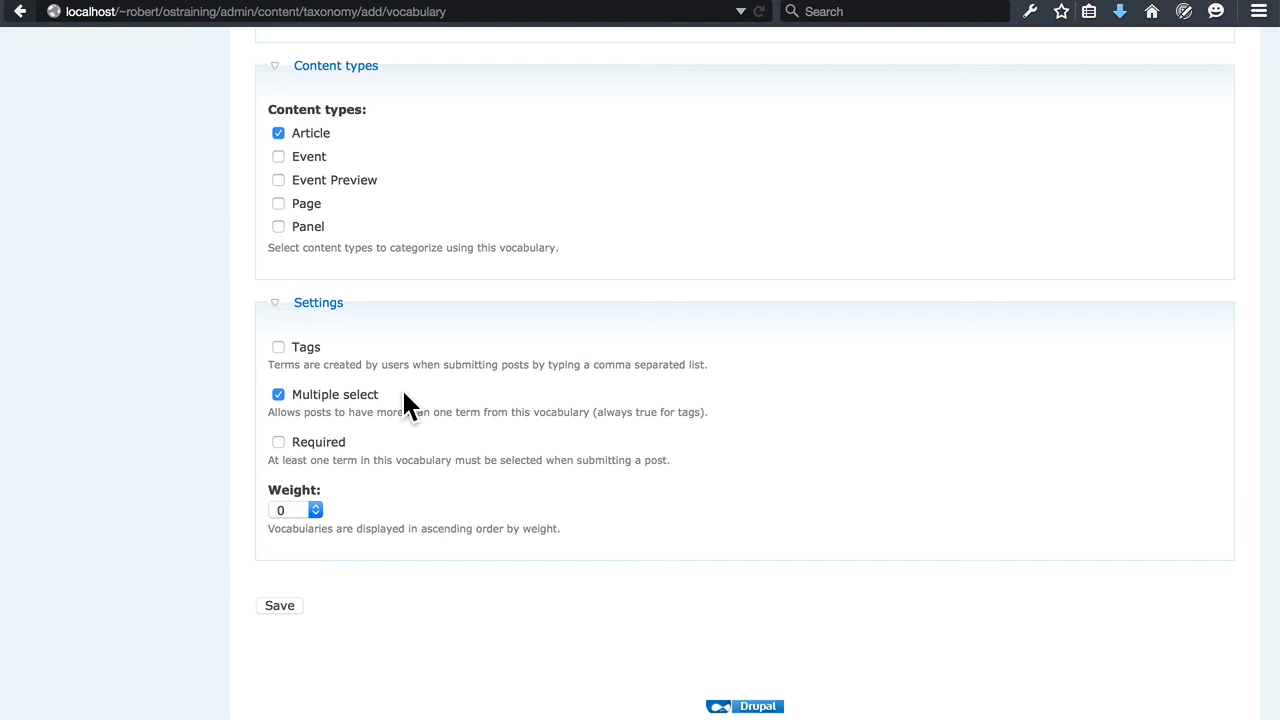 localhost/~robert/ostraining/admin/content/taxonomy/add/vocabulary
Search
Content types
Content types:
Article
Event
Event Preview
Page
Panel
Select content types to categorize using this vocabulary.
Settings
Tags
Terms are created by users when submitting posts by typing a comma separated list.
Multiple select
Allows posts to have more than one term from this vocabulary (always true for tags).
Required
At least one term in this vocabulary must be selected when submitting a post.
Weight:
0
Vocabularies are displayed in ascending order by weight.
Save
Drupal